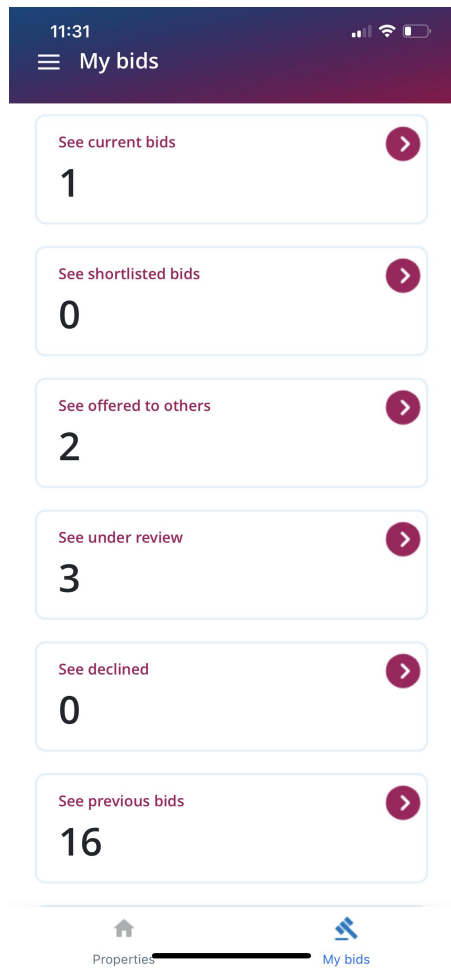 11:31
My bids
See current bids
1
See shortlisted bids
0
See offered to others
2
See under review
3
See declined
0
See previous bids
16
Properties
My bids